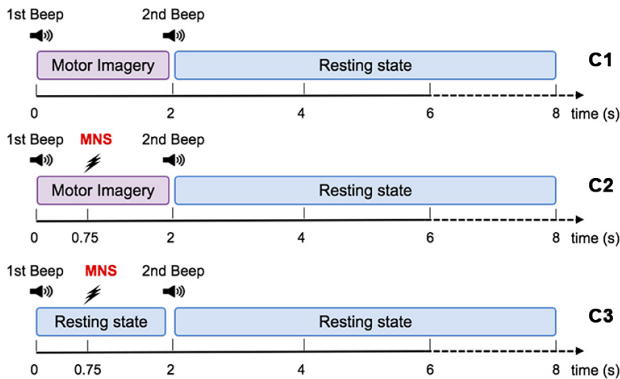 1st Beep 2nd Beep
Motor Imagery Resting state C1
0 2 4 6 8 time (s)
1st Beep MNS 2nd Beep
Motor Imagery Resting state C2
0 0.75 2 4 6 8 time (s)
1st Beep MNS 2nd Beep
Resting state Resting state C3
0 0.75 2 4 6 8 time (s)